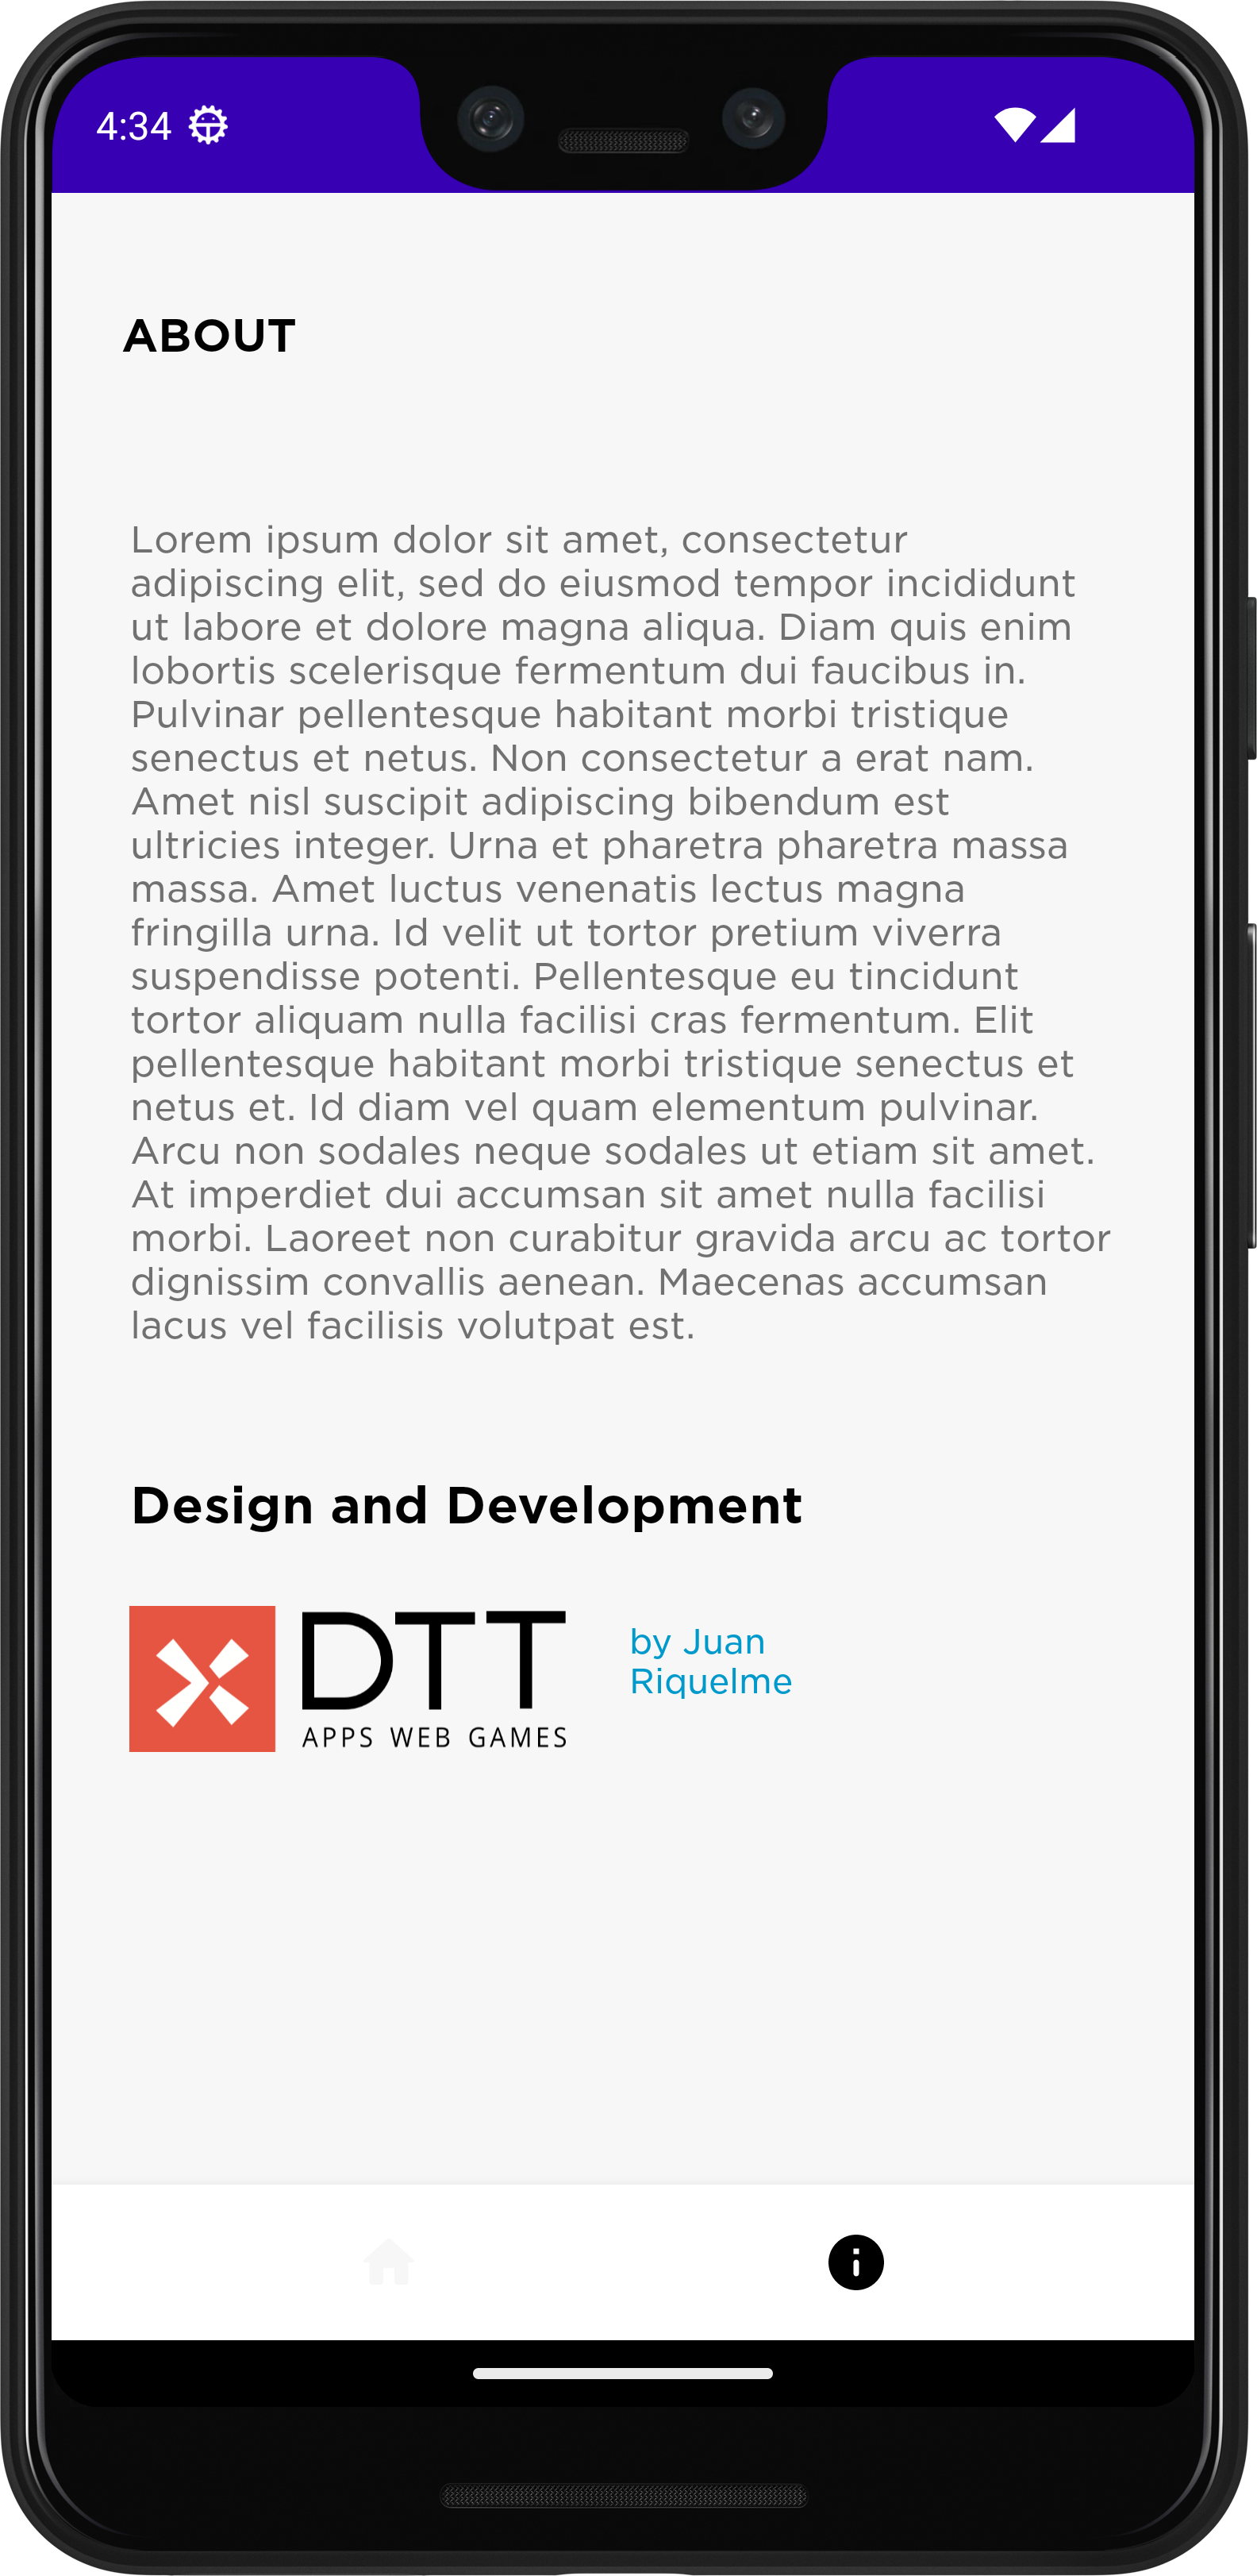 4:34
ABOUT
Lorem ipsum dolor sit amet, consectetur
adipiscing elit, sed do eiusmod tempor incididunt
ut labore et dolore magna aliqua. Diam quis enim
lobortis scelerisque fermentum dui faucibus in.
Pulvinar pellentesque habitant morbi tristique
senectus et netus. Non consectetur a erat nam.
Amet nisl suscipit adipiscing bibendum est
ultricies integer. Urna et pharetra pharetra massa
massa. Amet luctus venenatis lectus magna
fringilla urna. Id velit ut tortor pretium viverra
suspendisse potenti. Pellentesque eu tincidunt
tortor aliquam nulla facilisi cras fermentum. Elit
pellentesque habitant morbi tristique senectus et
netus et. Id diam vel quam elementum pulvinar.
Arcu non sodales neque sodales ut etiam sit amet.
At imperdiet dui accumsan sit amet nulla facilisi
morbi. Laoreet non curabitur gravida arcu ac tortor
dignissim convallis aenean. Maecenas accumsan
lacus vel facilisis volutpat est.
Design and Development
DTT
APPS WEB GAMES
by Juan
Riquelme